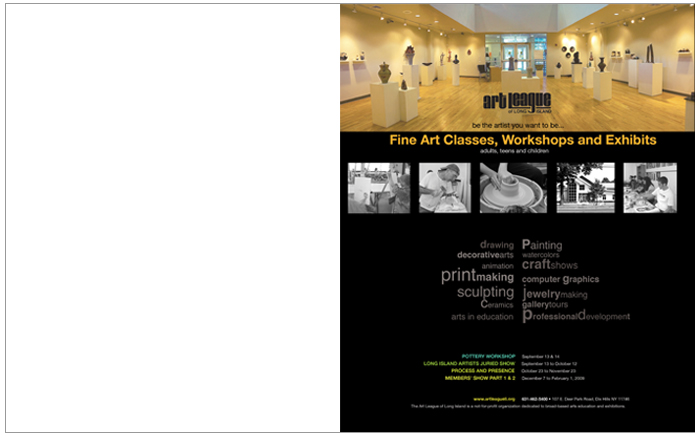 art league
OF LONG ISLAND
be the artist you want to be...
Fine Art Classes, Workshops and Exhibits
adults, teens and children
drawing Painting
decorativearts watercolors
animation craftshows
printmaking computer graphics
sculpting jewelrymaking
Ceramics gallerytours
arts in education professionaldevelopment
POTTERY WORKSHOP September 13 & 14
LONG ISLAND ARTISTS JURIED SHOW September 13 to October 12
PROCESS AND PRESENCE October 23 to November 23
MEMBERS' SHOW PART 1 & 2 December 7 to February 1, 2009
www.artleagueli.org 631-462-5400 • 107 E. Deer Park Road, Dix Hills NY 11746
The Art League of Long Island is a not-for-profit organization dedicated to broad-based arts education and exhibitions.